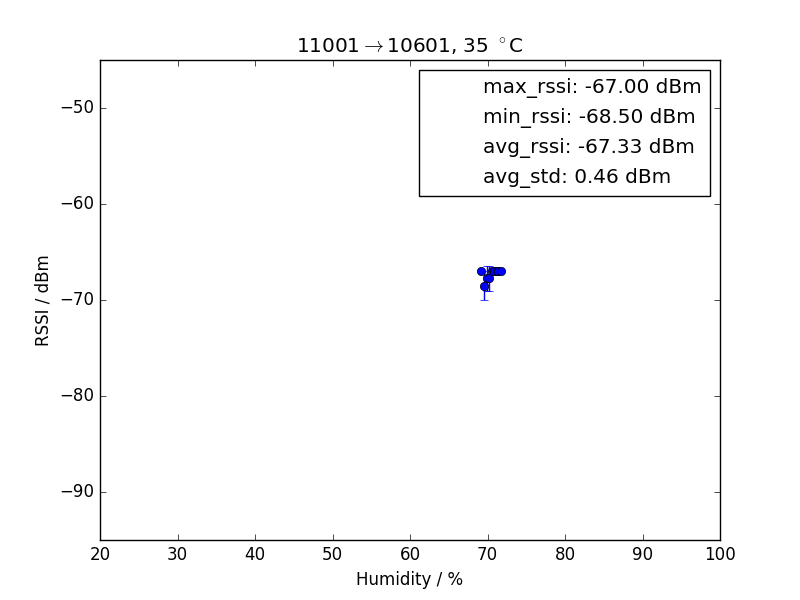 11001→10601, 35 °C
max_rssi: -67.00 dBm
min_rssi: -68.50 dBm
avg_rssi: -67.33 dBm
avg_std: 0.46 dBm
−50
−60
−70
−80
−90
RSSI / dBm
20 30 40 50 60 70 80 90 100
Humidity / %